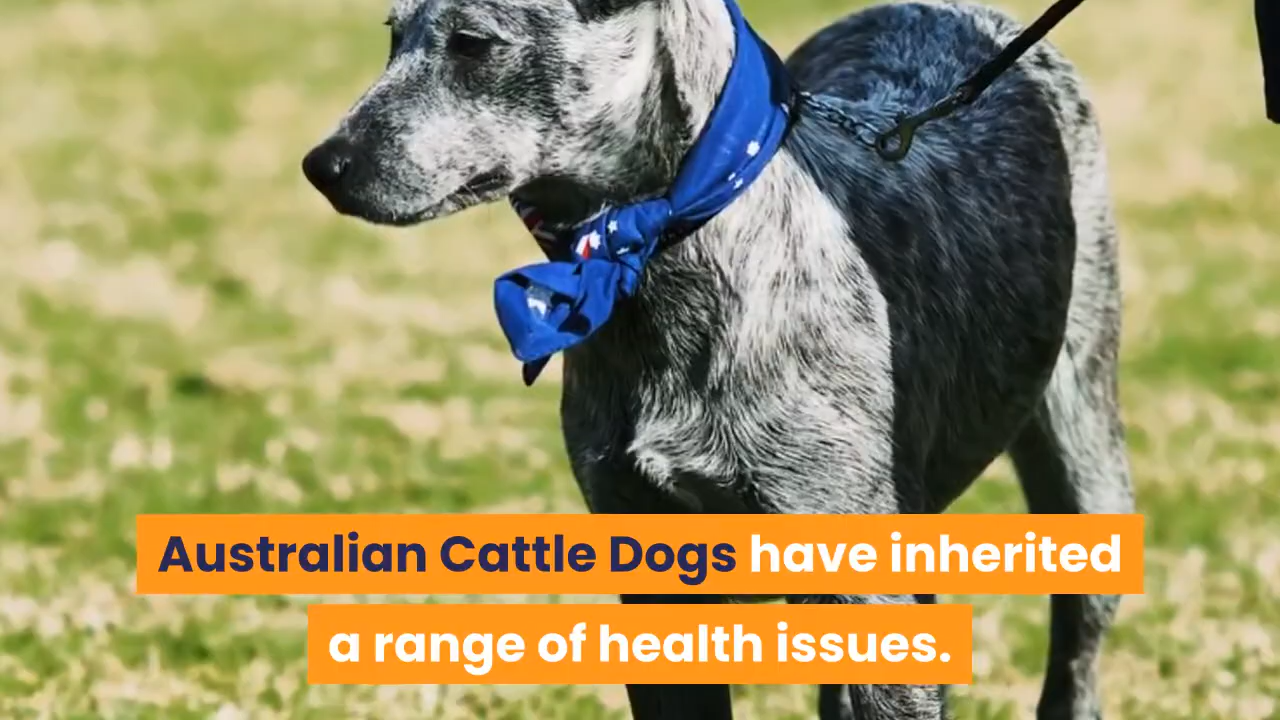 Australian Cattle Dogs have inherited
a range of health issues.